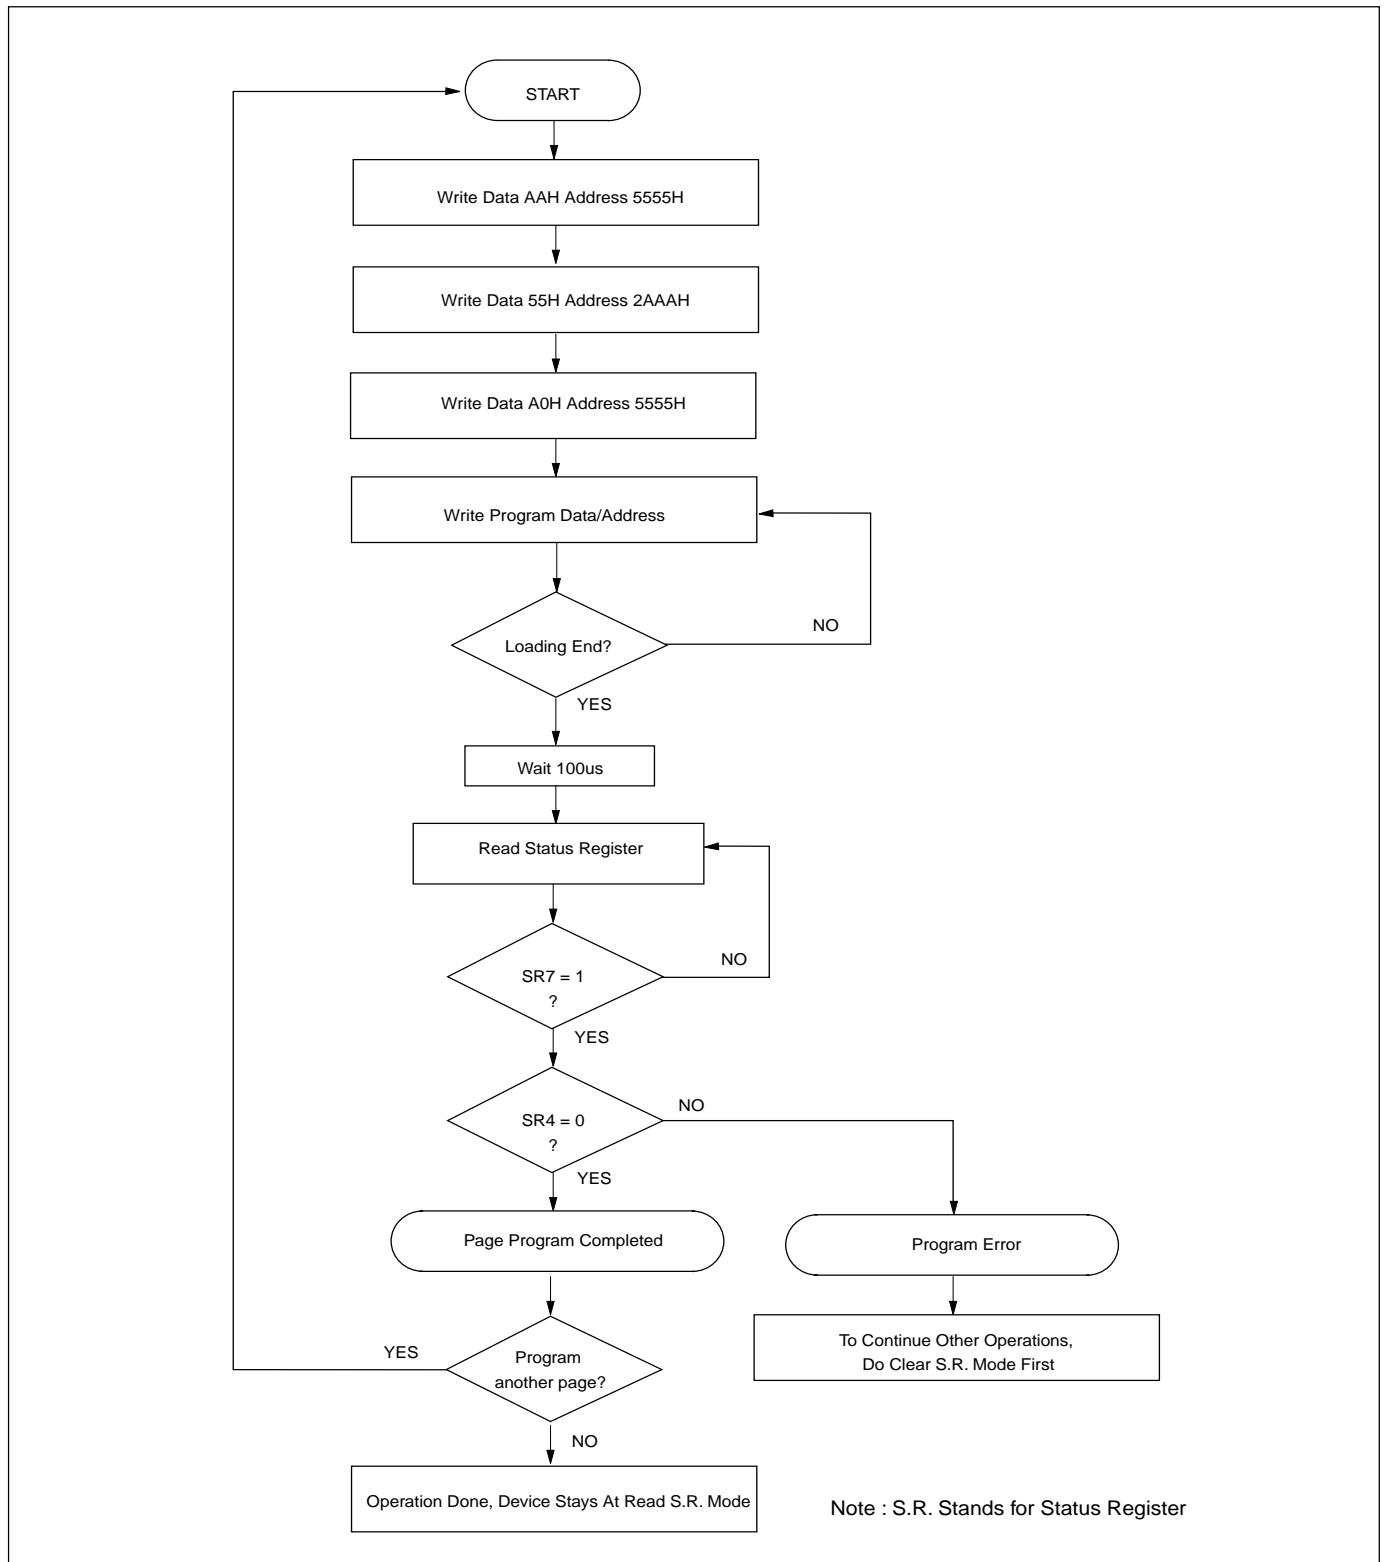 START
Write Data AAH Address 5555H
Write Data 55H Address 2AAAH
Write Data A0H Address 5555H
Write Program Data/Address
NO
Loading End?
YES
Wait 100us
Read Status Register
NO
SR7 = 1
?
YES
NO
SR4 = 0
?
YES
Page Program Completed
Program Error
To Continue Other Operations,
Do Clear S.R. Mode First
YES
Program
another page?
NO
Operation Done, Device Stays At Read S.R. Mode
Note : S.R. Stands for Status Register